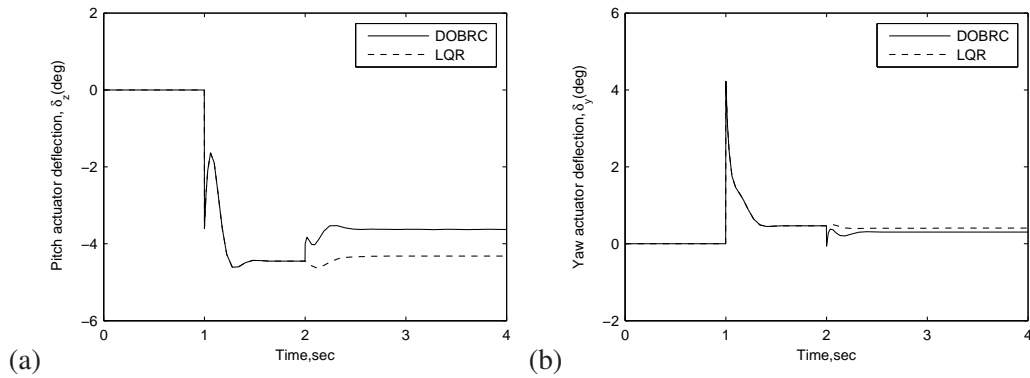 2
0
−2
−4
−6
0
1
2
3
4
Time,sec
Pitch actuator deflection, δz(deg)
DOBRC
LQR
(a)
6
4
2
0
−2
0
1
2
3
4
Time,sec
Yaw actuator deflection, δy(deg)
DOBRC
LQR
(b)